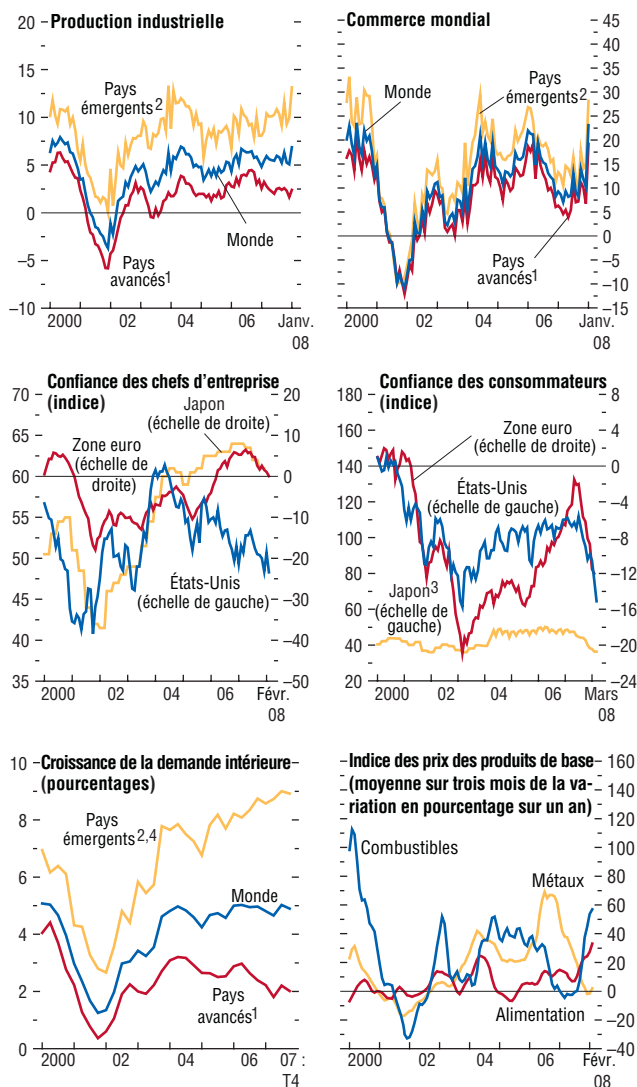 Production industrielle
20
15
10
5
0
−5
−10
Pays
émergents2
Monde
Pays
avancés1
2000 02 04 06 Janv.
08
Commerce mondial
45
40
35
30
25
20
15
10
5
0
−5
−10
−15
Monde
Pays
émergents2
Pays
avancés1
2000 02 04 06 Janv.
08
Confiance des chefs d’entreprise
(indice)
70
65
60
55
50
45
40
35
20
10
0
−10
−20
−30
−40
−50
Japon
(échelle de droite)
Zone euro
(échelle de
droite)
États-Unis
(échelle de gauche)
2000 02 04 06 Févr.
08
Confiance des consommateurs
(indice)
180
160
140
120
100
80
60
40
20
8
4
0
−4
−8
−12
−16
−20
−24
Zone euro
(échelle de droite)
États-Unis
(échelle de gauche)
Japon3
(échelle de
gauche)
2000 02 04 06 Mars
08
Croissance de la demande intérieure
(pourcentages)
10
8
6
4
2
0
Pays
émergents2,4
Monde
Pays
avancés1
2000 02 04 06 07 :
T4
Indice des prix des produits de base
(moyenne sur trois mois de la va-
riation en pourcentage sur un an)
160
140
120
100
80
60
40
20
0
−20
−40
Combustibles
Métaux
Alimentation
2000 02 04 06 Févr.
08